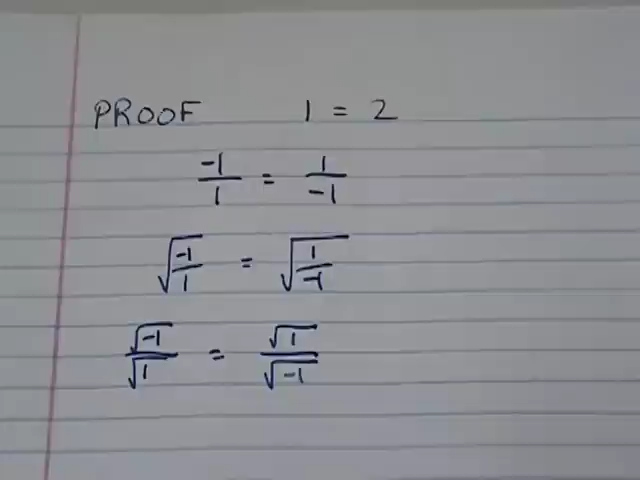 PROOF 1 = 2
-1/1 = 1/-1
√(-1/1) = √(1/-1)
√-1/√1 = √1/√-1